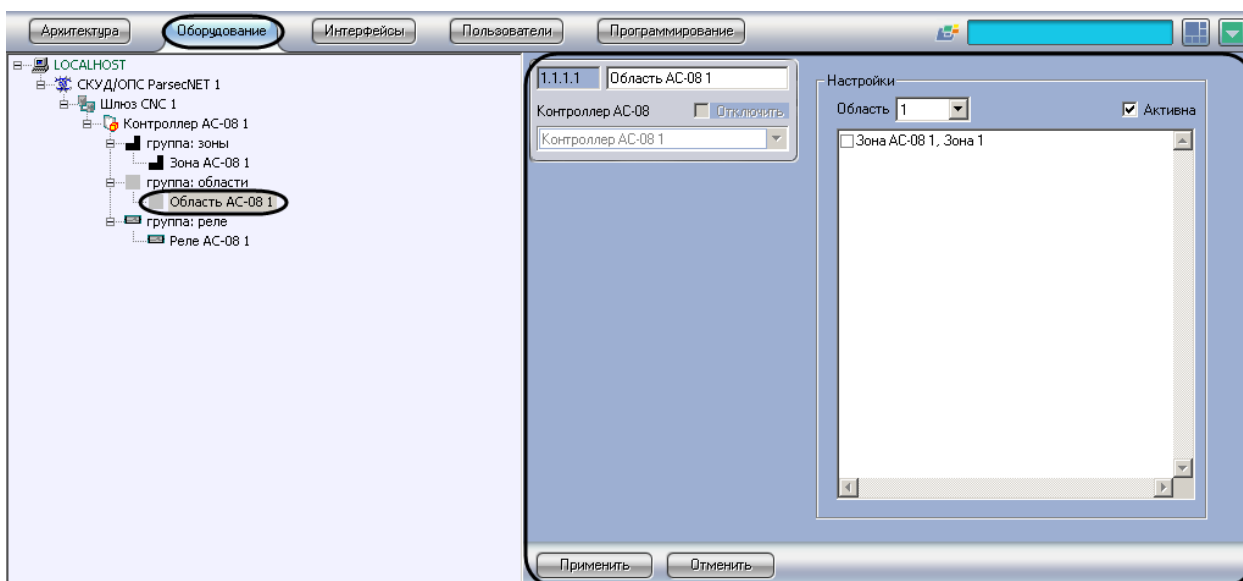 Архитектура Оборудование Интерфейсы Пользователи Программирование
LOCALHOST
СКУД/ОПС ParsecNET 1
Шлюз CNC 1
Контроллер AC-08 1
группа: зоны
Зона AC-08 1
группа: области
Область AC-08 1
группа: реле
Реле AC-08 1
1.1.1.1 Область AC-08 1
Контроллер AC-08 Отключить
Контроллер AC-08 1
Настройки
Область 1 Активна
Зона AC-08 1, Зона 1
Применить Отменить